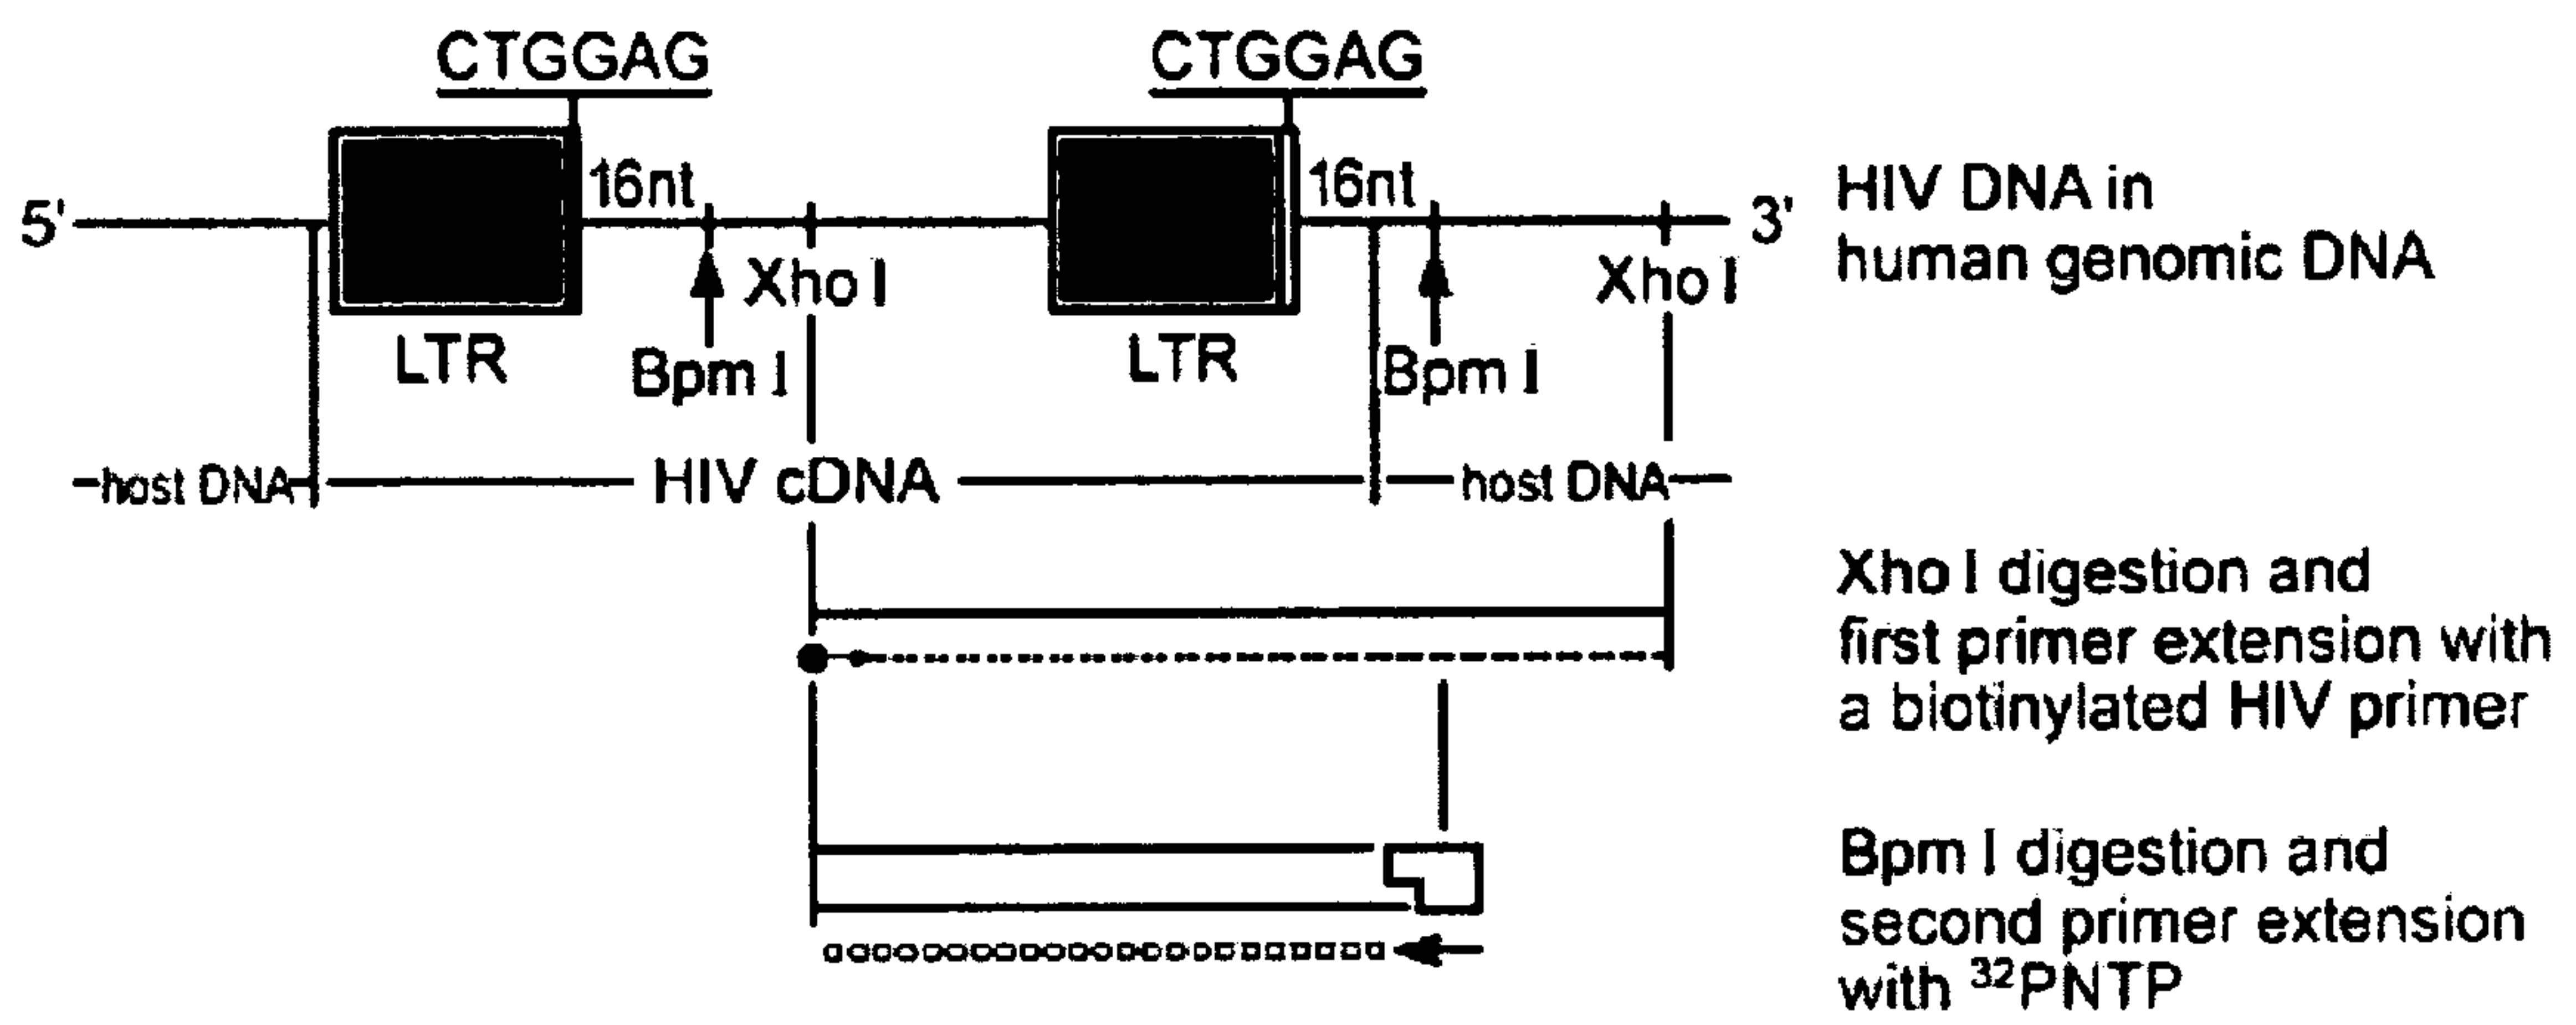 CTGGAG
CTGGAG
16nt
16nt
5'
3'
HIV DNA in
human genomic DNA
Xho I
Xho I
LTR
Bpm I
LTR
Bpm I
host DNA
HIV cDNA
host DNA
Xho I digestion and
first primer extension with
a biotinylated HIV primer
Bpm I digestion and
second primer extension
with ³²PNTP